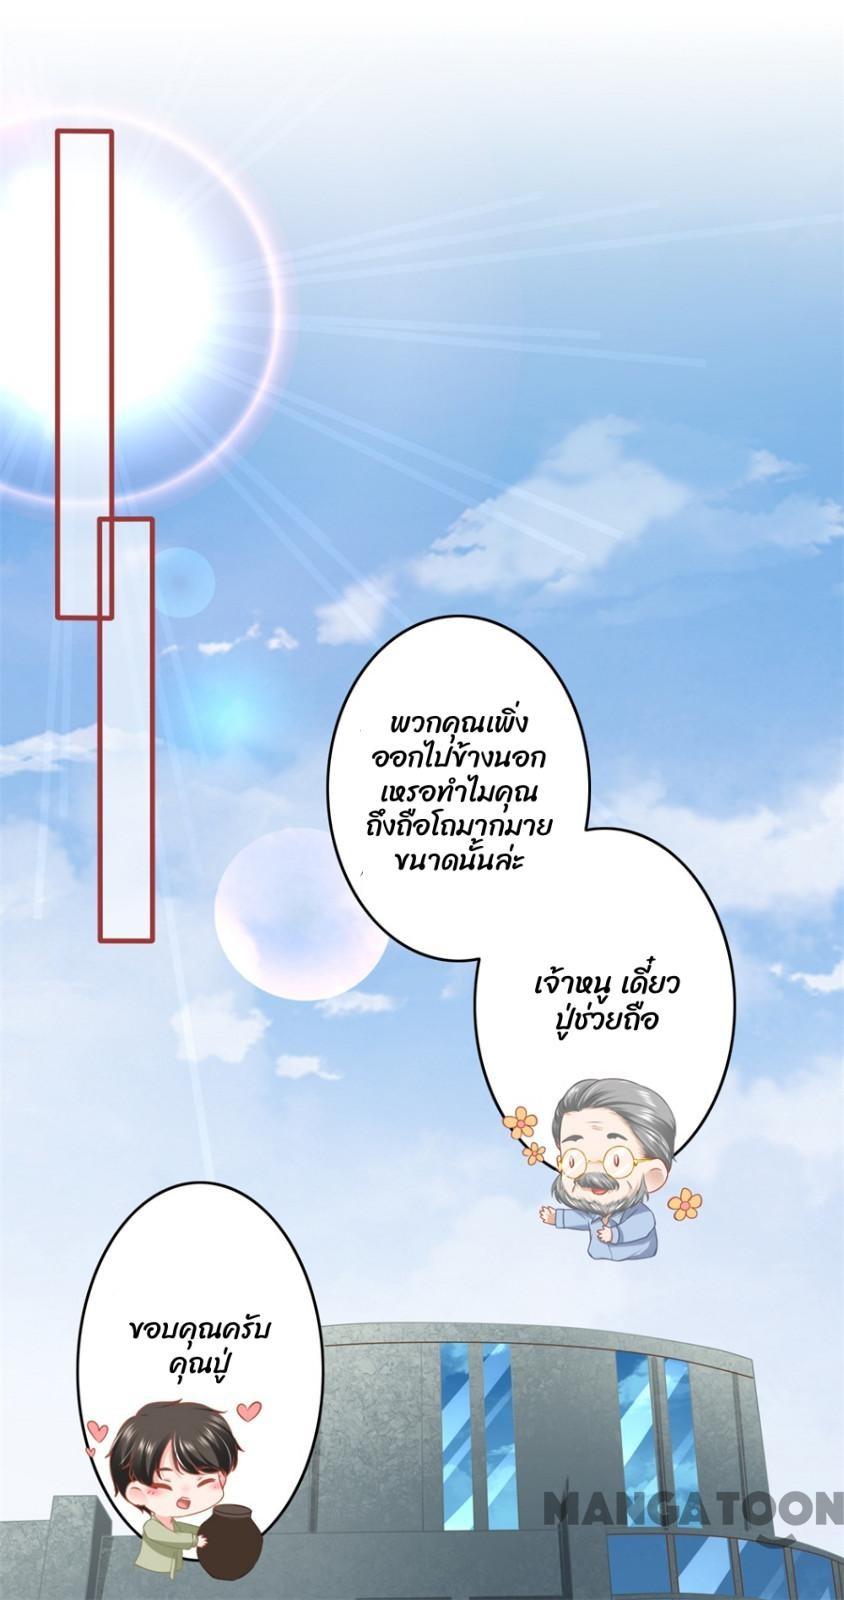 พวกคุณเพิ่ง
ออกไปข้างนอก
เหรอทำไมคุณ
ถึงถือโถมากมาย
ขนาดนั้นล่ะ
เจ้าหนู เดี๋ยว
ปู่ช่วยถือ
ขอบคุณครับ
คุณปู่
MANGATOON